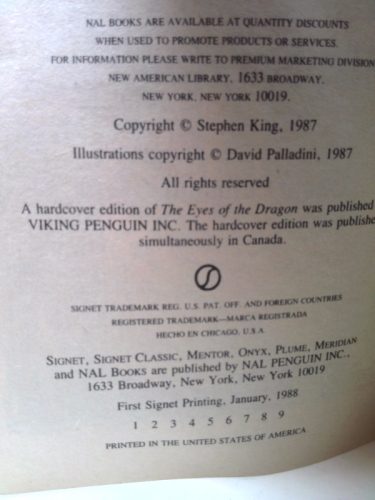 NAL BOOKS ARE AVAILABLE AT QUANTITY DISCOUNTS
WHEN USED TO PROMOTE PRODUCTS OR SERVICES.
FOR INFORMATION PLEASE WRITE TO PREMIUM MARKETING DIVISION
NEW AMERICAN LIBRARY, 1633 BROADWAY,
NEW YORK, NEW YORK 10019.
Copyright © Stephen King, 1987
Illustrations copyright © David Palladini, 1987
All rights reserved
A hardcover edition of The Eyes of the Dragon was published
VIKING PENGUIN INC. The hardcover edition was publishe
simultaneously in Canada.
SIGNET TRADEMARK REG. U.S. PAT. OFF. AND FOREIGN COUNTRIES
REGISTERED TRADEMARK—MARCA REGISTRADA
HECHO EN CHICAGO, U.S.A.
SIGNET, SIGNET CLASSIC, MENTOR, ONYX, PLUME, MERIDIAN
and NAL BOOKS are published by NAL PENGUIN INC.,
1633 Broadway, New York, New York 10019
First Signet Printing, January, 1988
1 2 3 4 5 6 7 8 9
PRINTED IN THE UNITED STATES OF AMERICA